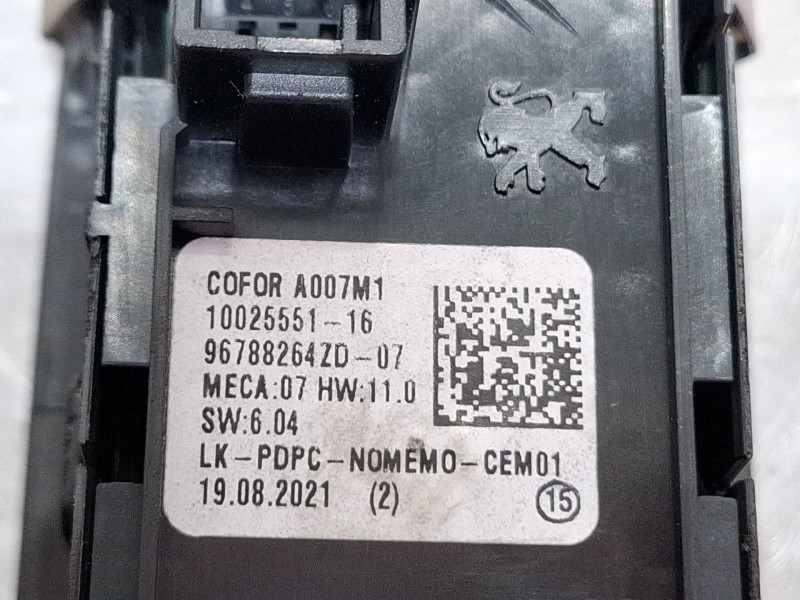 COFOR A007M1
10025551-16
96788264ZD-07
MECA:07 HW:11.0
SW:6.04
LK-PDPC-NOMEMO-CEM01
19.08.2021 (2) 15